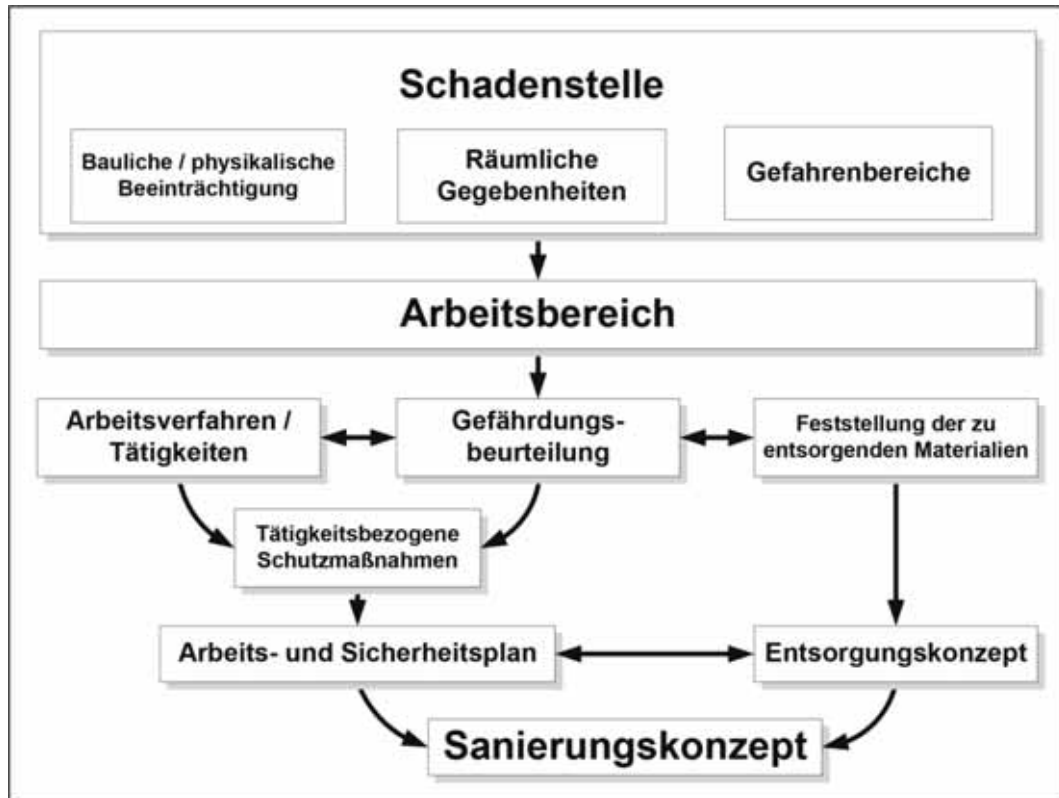 Schadenstelle
Bauliche / physikalische
Beeinträchtigung
Räumliche
Gegebenheiten
Gefahrenbereiche
Arbeitsbereich
Arbeitsverfahren /
Tätigkeiten
Gefährdungs-
beurteilung
Feststellung der zu
entsorgenden Materialien
Tätigkeitsbezogene
Schutzmaßnahmen
Arbeits- und Sicherheitsplan
Entsorgungskonzept
Sanierungskonzept